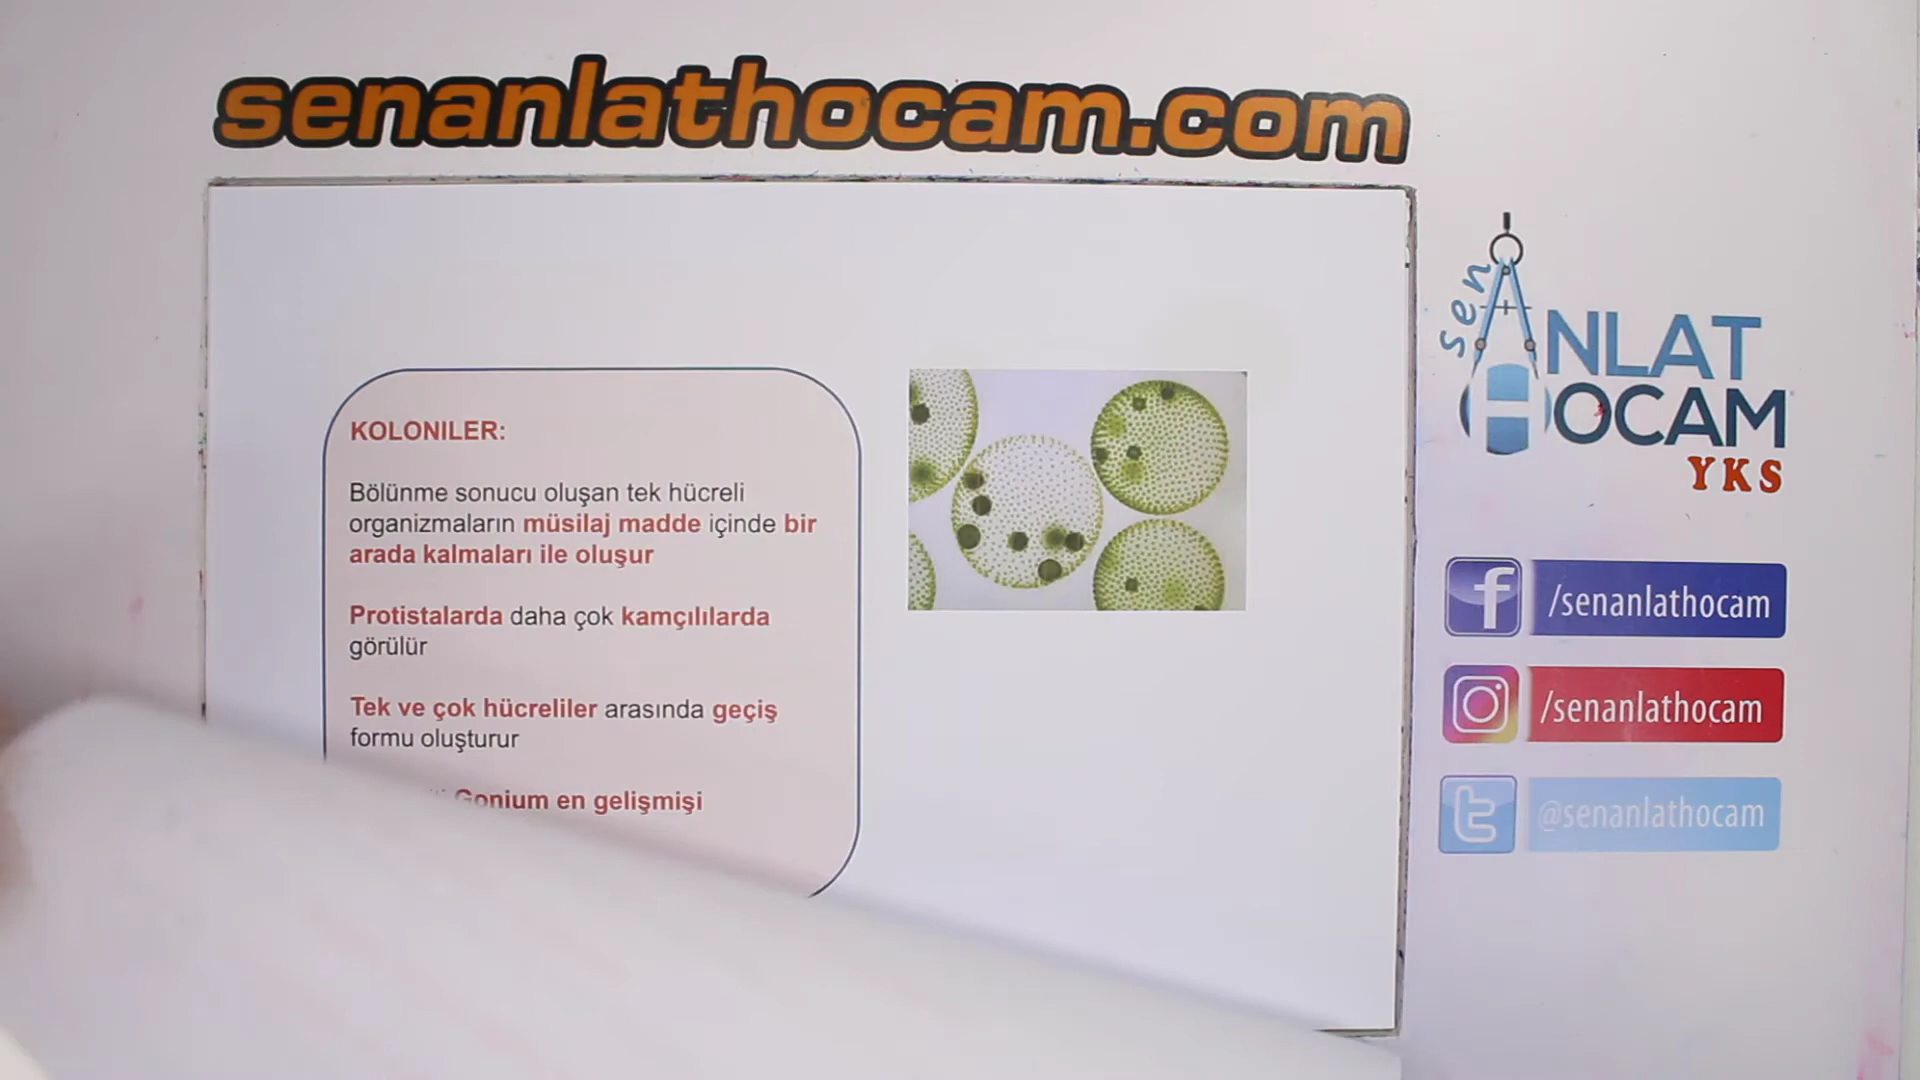 senanlathocam.com
KOLONILER:
Bölünme sonucu oluşan tek hücreli
organizmaların müsilaj madde içinde bir
arada kalmaları ile oluşur
Protistalarda daha çok kamçılılarda
görülür
Tek ve çok hücreliler arasında geçiş
formu oluşturur
Gonium en gelişmişi
sen
ANLAT
HOCAM
YKS
f /senanlathocam
/senanlathocam
t @senanlathocam